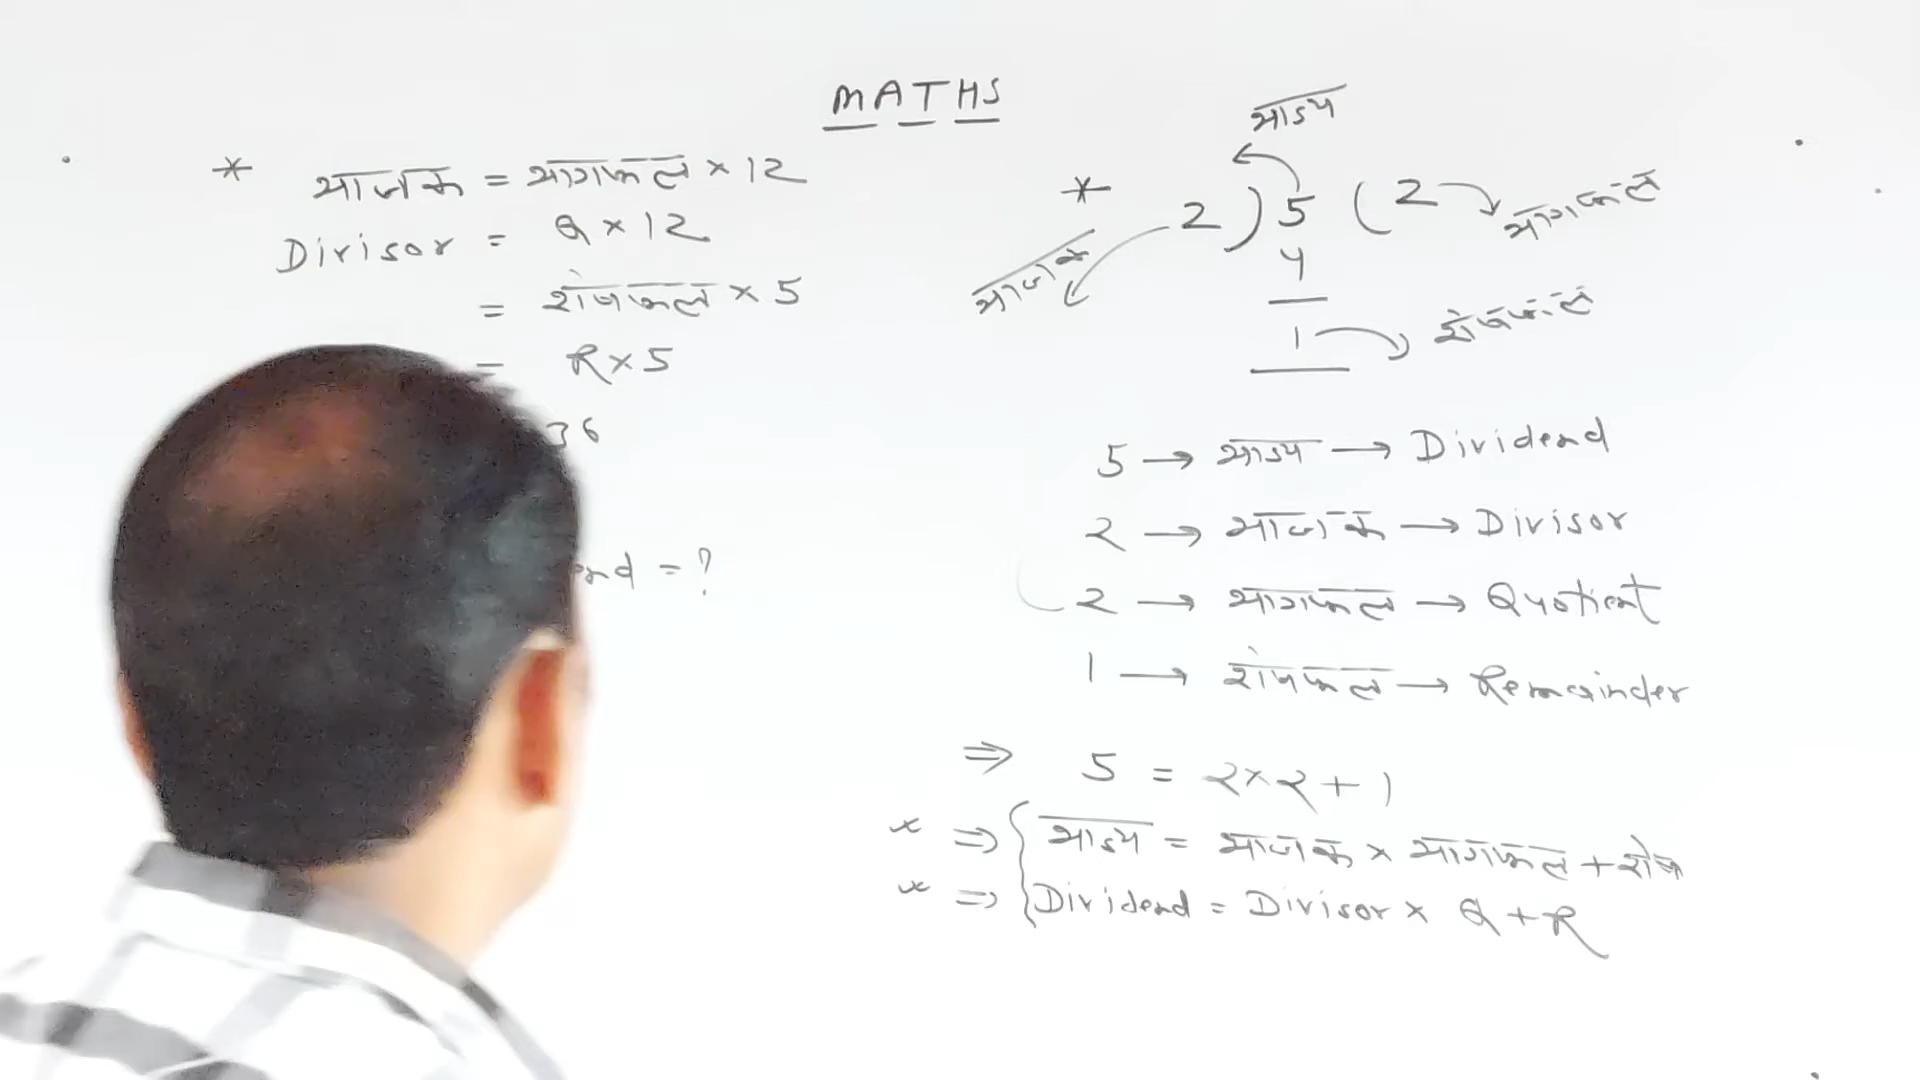 MATHS
* भाजक = भागफल × 12
Divisor = Q × 12
= शेषफल × 5
= R × 5
36
end = ?
भाज्य
* 2 ) 5 ( 2 भागफल
भाजक
4
1 शेषफल
5 → भाज्य → Dividend
2 → भाजक → Divisor
2 → भागफल → Quotient
1 → शेषफल → Remainder
⇒ 5 = 2 × 2 + 1
× ⇒ { भाज्य = भाजक × भागफल + शेष
× ⇒ { Dividend = Divisor × Q + R